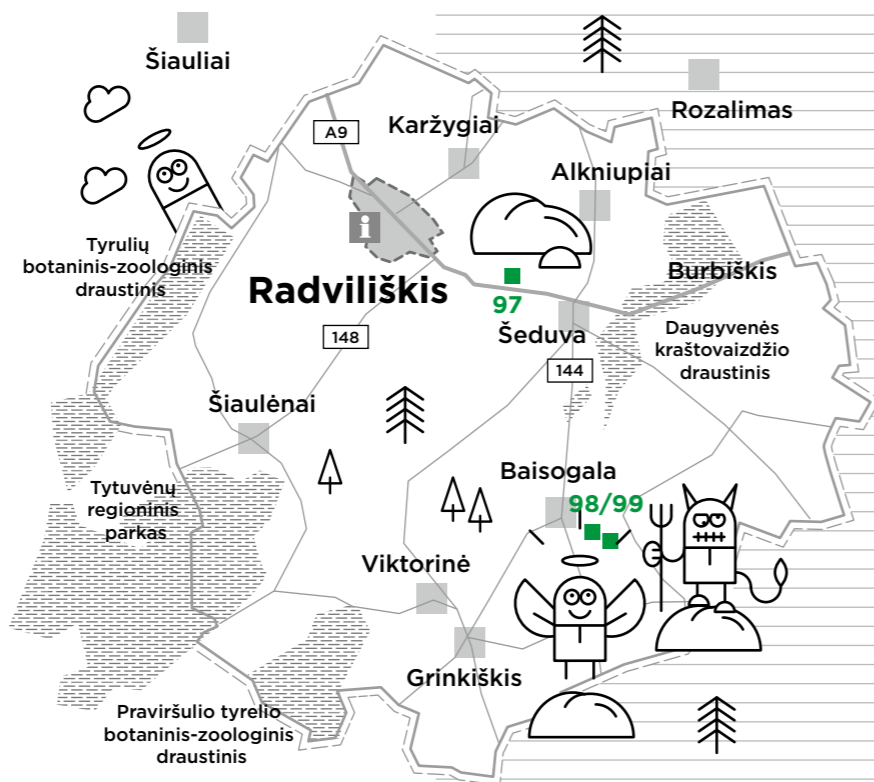 Šiauliai
Rozalimas
A9
Karžygiai
Alkniupiai
i
Tyrulių
botaninis-zoologinis
draustinis
Radviliškis
Burbiškis
97
Šeduva
148
144
Daugyvenės
kraštovaizdžio
draustinis
Šiaulėnai
Tytuvėnų
regioninis
parkas
Baisogala
98/99
Viktorinė
Grinkiškis
Praviršulio tyrelio
botaninis-zoologinis
draustinis